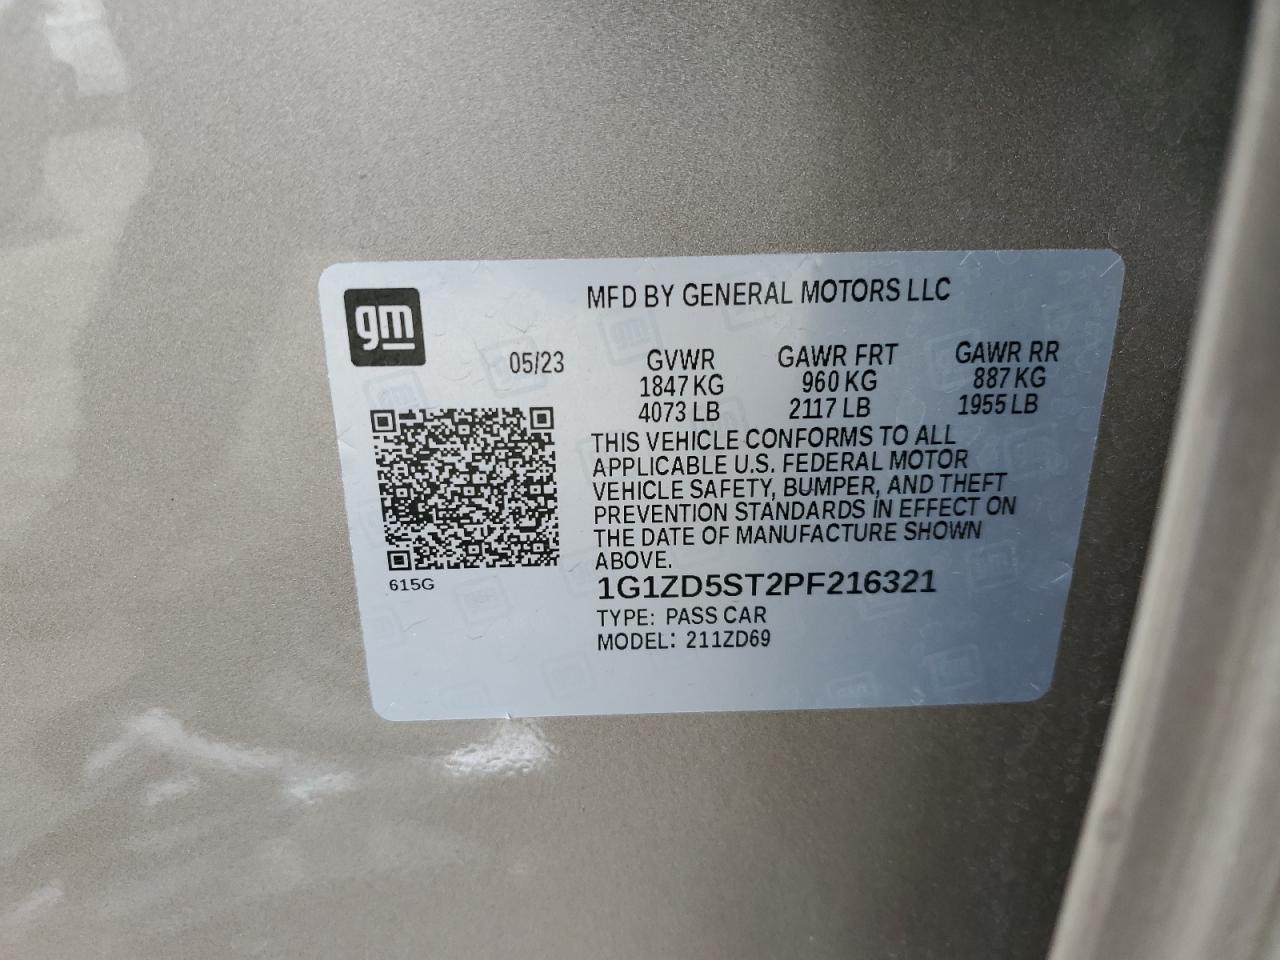 gm
MFD BY GENERAL MOTORS LLC
05/23 GVWR GAWR FRT GAWR RR
1847 KG 960 KG 887 KG
4073 LB 2117 LB 1955 LB
THIS VEHICLE CONFORMS TO ALL
APPLICABLE U.S. FEDERAL MOTOR
VEHICLE SAFETY, BUMPER, AND THEFT
PREVENTION STANDARDS IN EFFECT ON
THE DATE OF MANUFACTURE SHOWN
ABOVE.
615G
1G1ZD5ST2PF216321
TYPE: PASS CAR
MODEL: 211ZD69